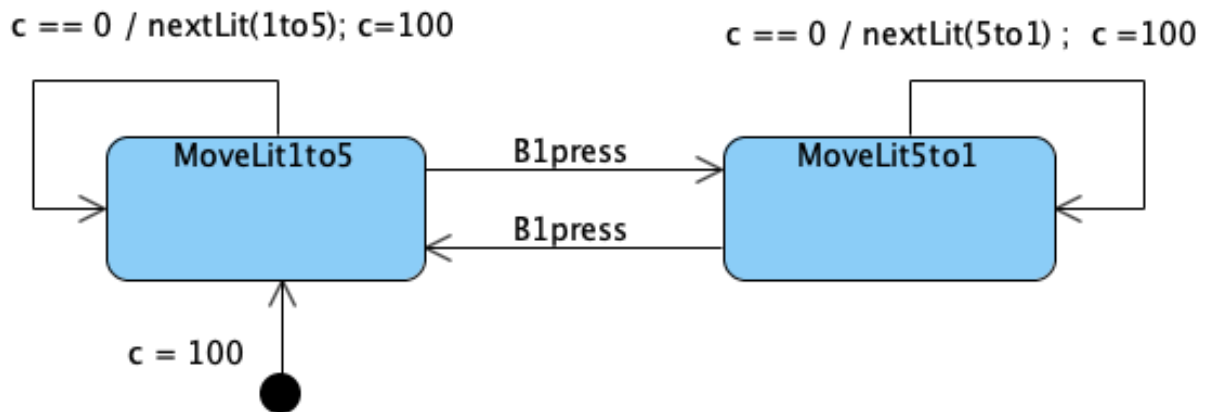 c == 0 / nextLit(1to5); c=100
c == 0 / nextLit(5to1) ; c =100
MoveLit1to5
B1press
MoveLit5to1
B1press
c = 100